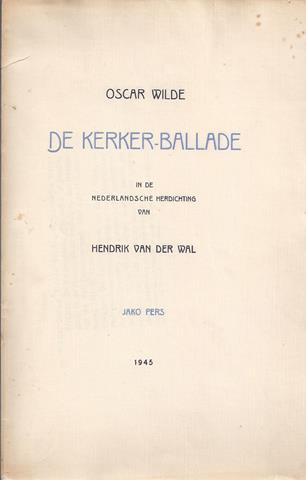 OSCAR WILDE
DE KERKER-BALLADE
IN DE
NEDERLANDSCHE HERDICHTING
VAN
HENDRIK VAN DER WAL
JAKO PERS
1945